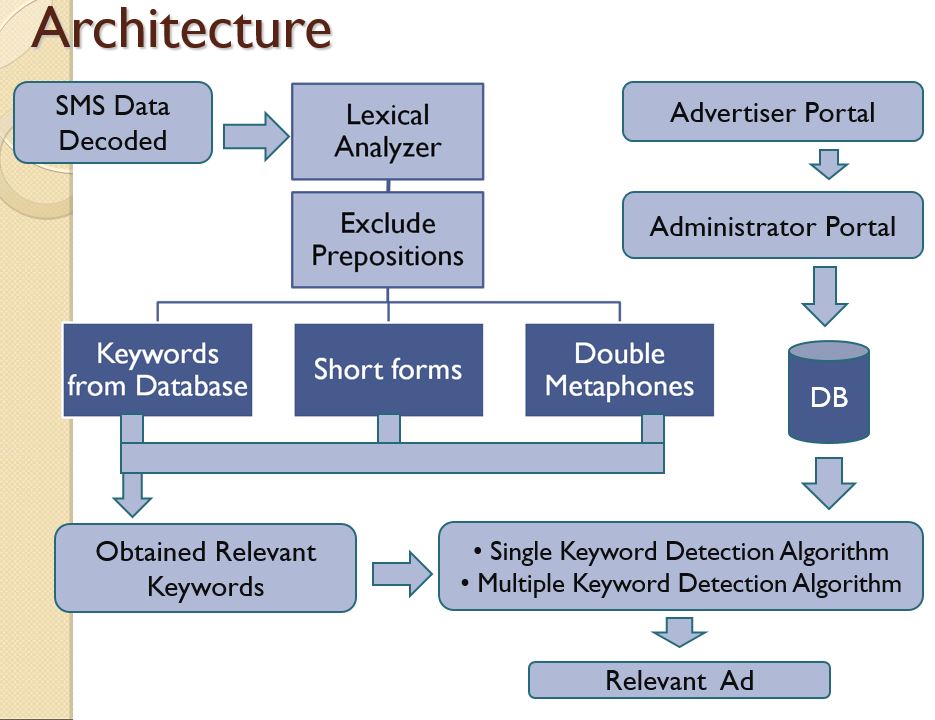 Architecture
SMS Data
Decoded
Lexical
Analyzer
Exclude
Prepositions
Keywords
from Database
Short forms
Double
Metaphones
Obtained Relevant
Keywords
Advertiser Portal
Administrator Portal
DB
• Single Keyword Detection Algorithm
• Multiple Keyword Detection Algorithm
Relevant Ad